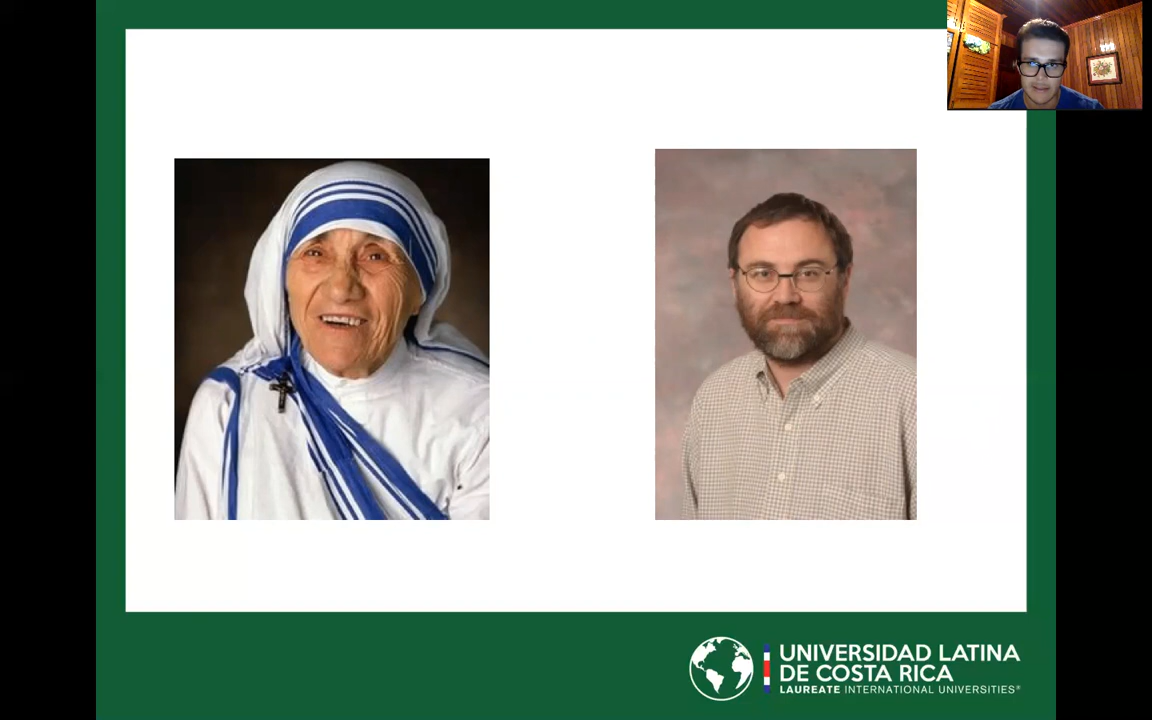 UNIVERSIDAD LATINA
DE COSTA RICA
LAUREATE INTERNATIONAL UNIVERSITIES®